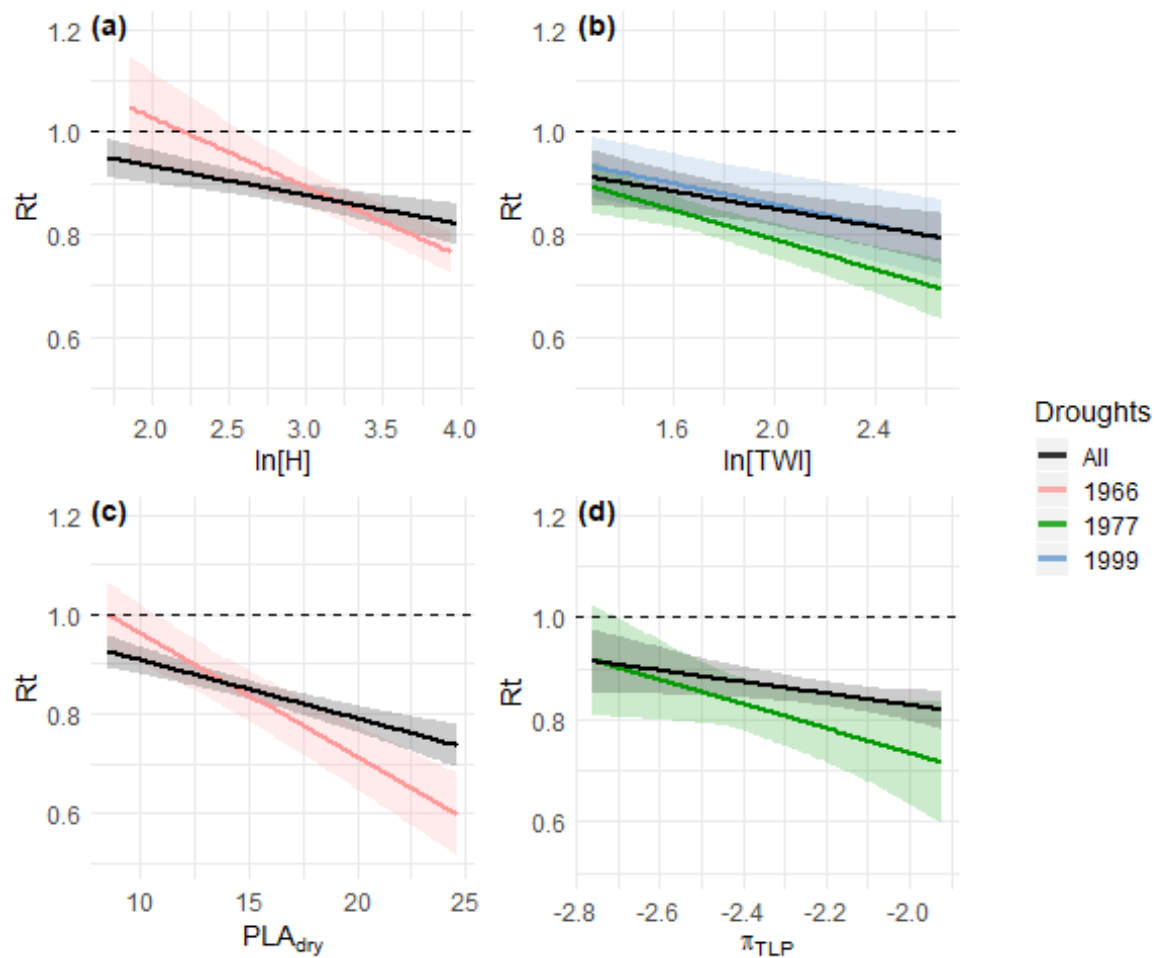 (a)
1.2
1.0
0.8
0.6
Rt
2.0 2.5 3.0 3.5 4.0
ln[H]
(b)
1.2
1.0
0.8
0.6
Rt
1.6 2.0 2.4
ln[TWI]
(c)
1.2
1.0
0.8
0.6
Rt
10 15 20 25
PLAdry
(d)
1.2
1.0
0.8
0.6
Rt
-2.8 -2.6 -2.4 -2.2 -2.0
πTLP
Droughts
All
1966
1977
1999